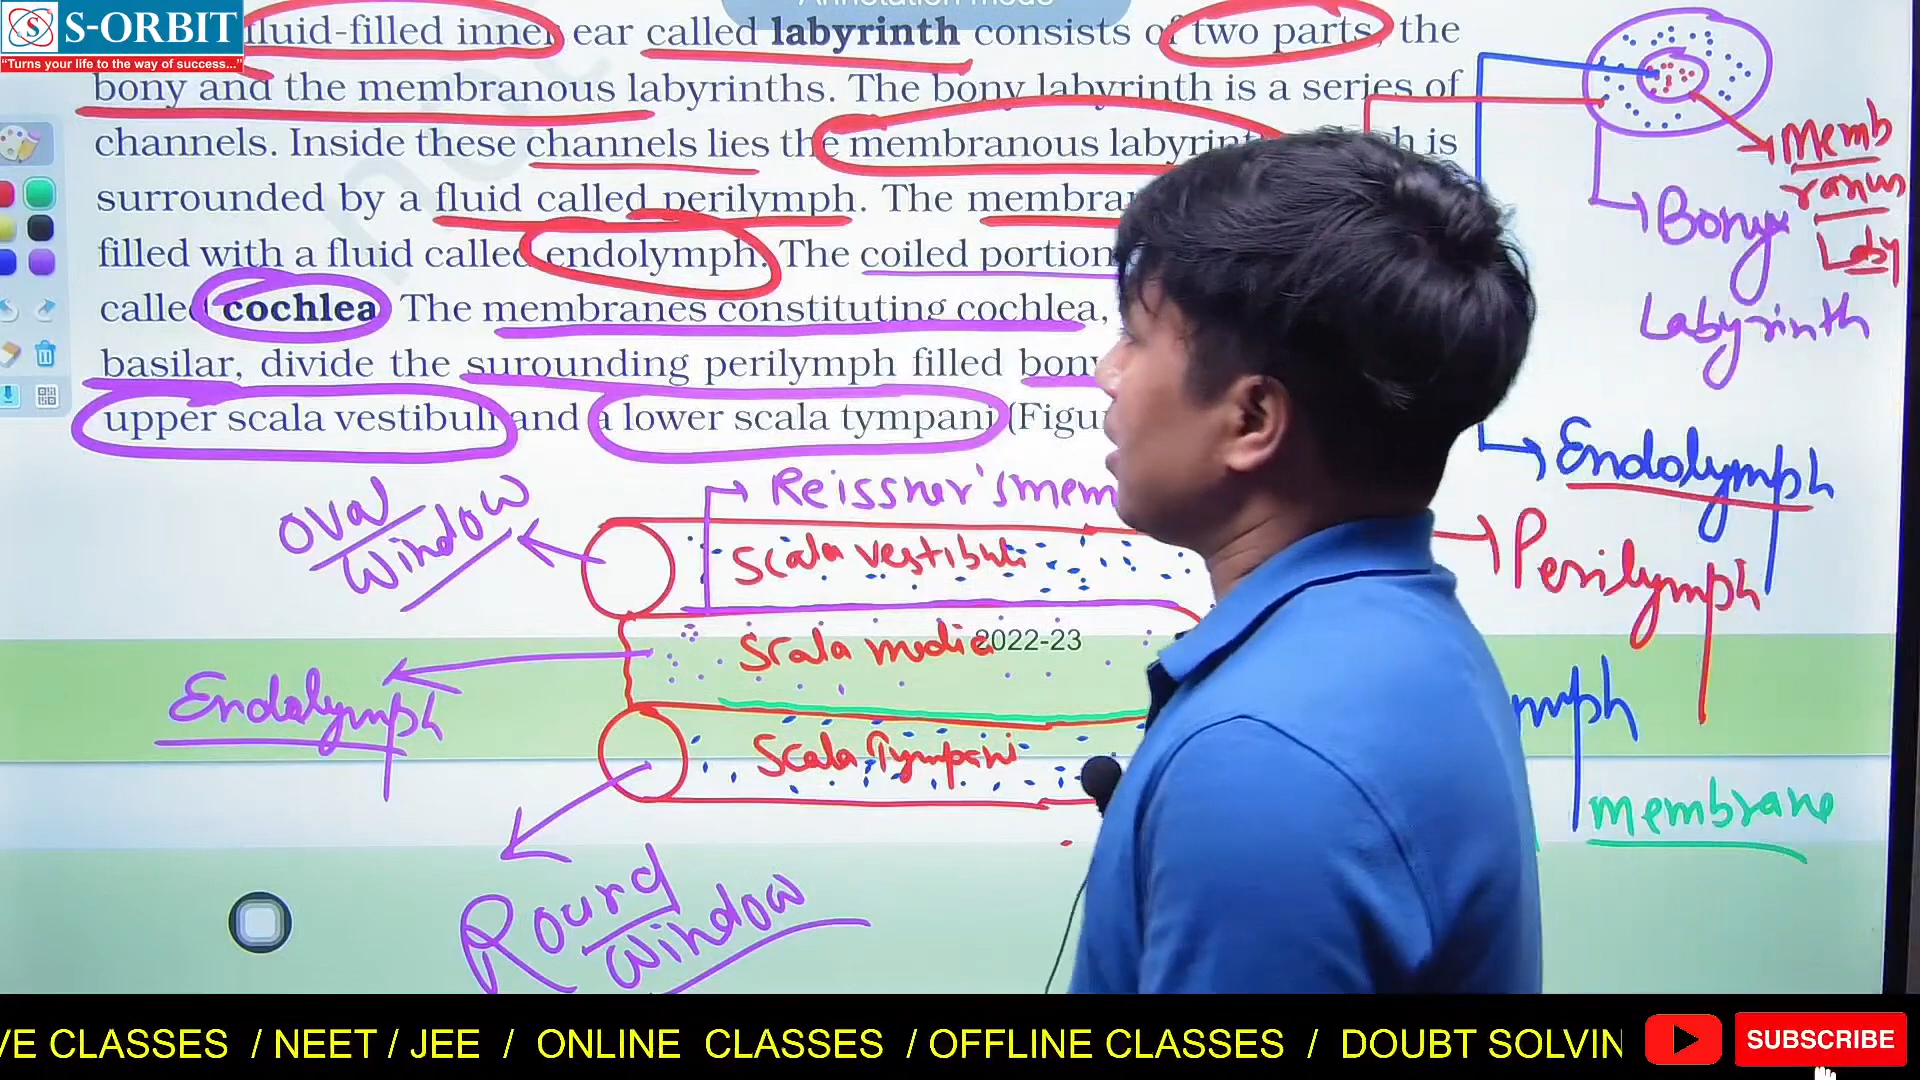 Annotation mode
S-ORBIT
"Turns your life to the way of success..."
fluid-filled inner ear called labyrinth consists of two parts, the
bony and the membranous labyrinths. The bony labyrinth is a series of
channels. Inside these channels lies the membranous labyrint
is
surrounded by a fluid called perilymph. The membra
filled with a fluid called endolymph. The coiled portion
called cochlea. The membranes constituting cochlea,
basilar, divide the surounding perilymph filled bony
upper scala vestibuli and a lower scala tympani (Figu
Memb
ranus
Laby
Bony
Labyrinth
Endolymph
Perilymph
mph
membrane
Oval
Window
Reissner's mem
Scala vestibuli
Scala media
2022-23
Scala Tympani
Endolymph
Round
Window
VE CLASSES / NEET / JEE / ONLINE CLASSES / OFFLINE CLASSES / DOUBT SOLVIN
SUBSCRIBE